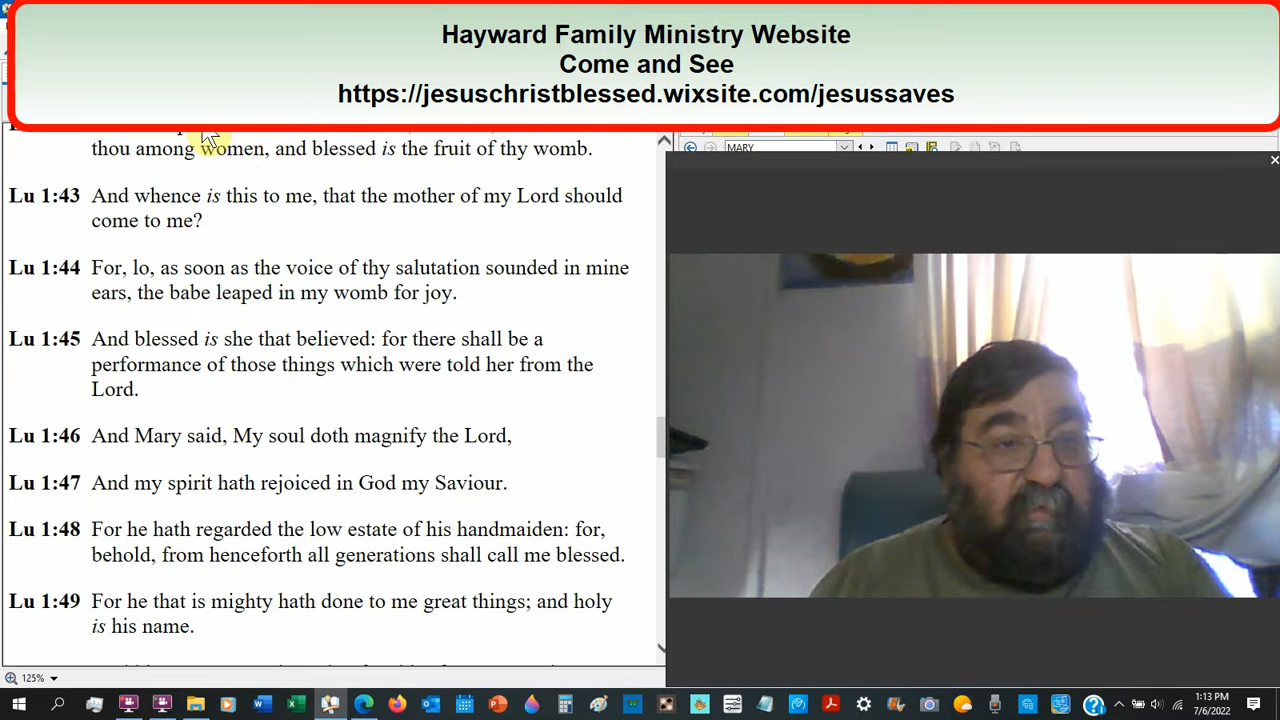 Hayward Family Ministry Website
Come and See
https://jesuschristblessed.wixsite.com/jesussaves
MARY
thou among women, and blessed is the fruit of thy womb.
Lu 1:43 And whence is this to me, that the mother of my Lord should
come to me?
Lu 1:44 For, lo, as soon as the voice of thy salutation sounded in mine
ears, the babe leaped in my womb for joy.
Lu 1:45 And blessed is she that believed: for there shall be a
performance of those things which were told her from the
Lord.
Lu 1:46 And Mary said, My soul doth magnify the Lord,
Lu 1:47 And my spirit hath rejoiced in God my Saviour.
Lu 1:48 For he hath regarded the low estate of his handmaiden: for,
behold, from henceforth all generations shall call me blessed.
Lu 1:49 For he that is mighty hath done to me great things; and holy
is his name.
125%
1:13 PM
7/6/2022